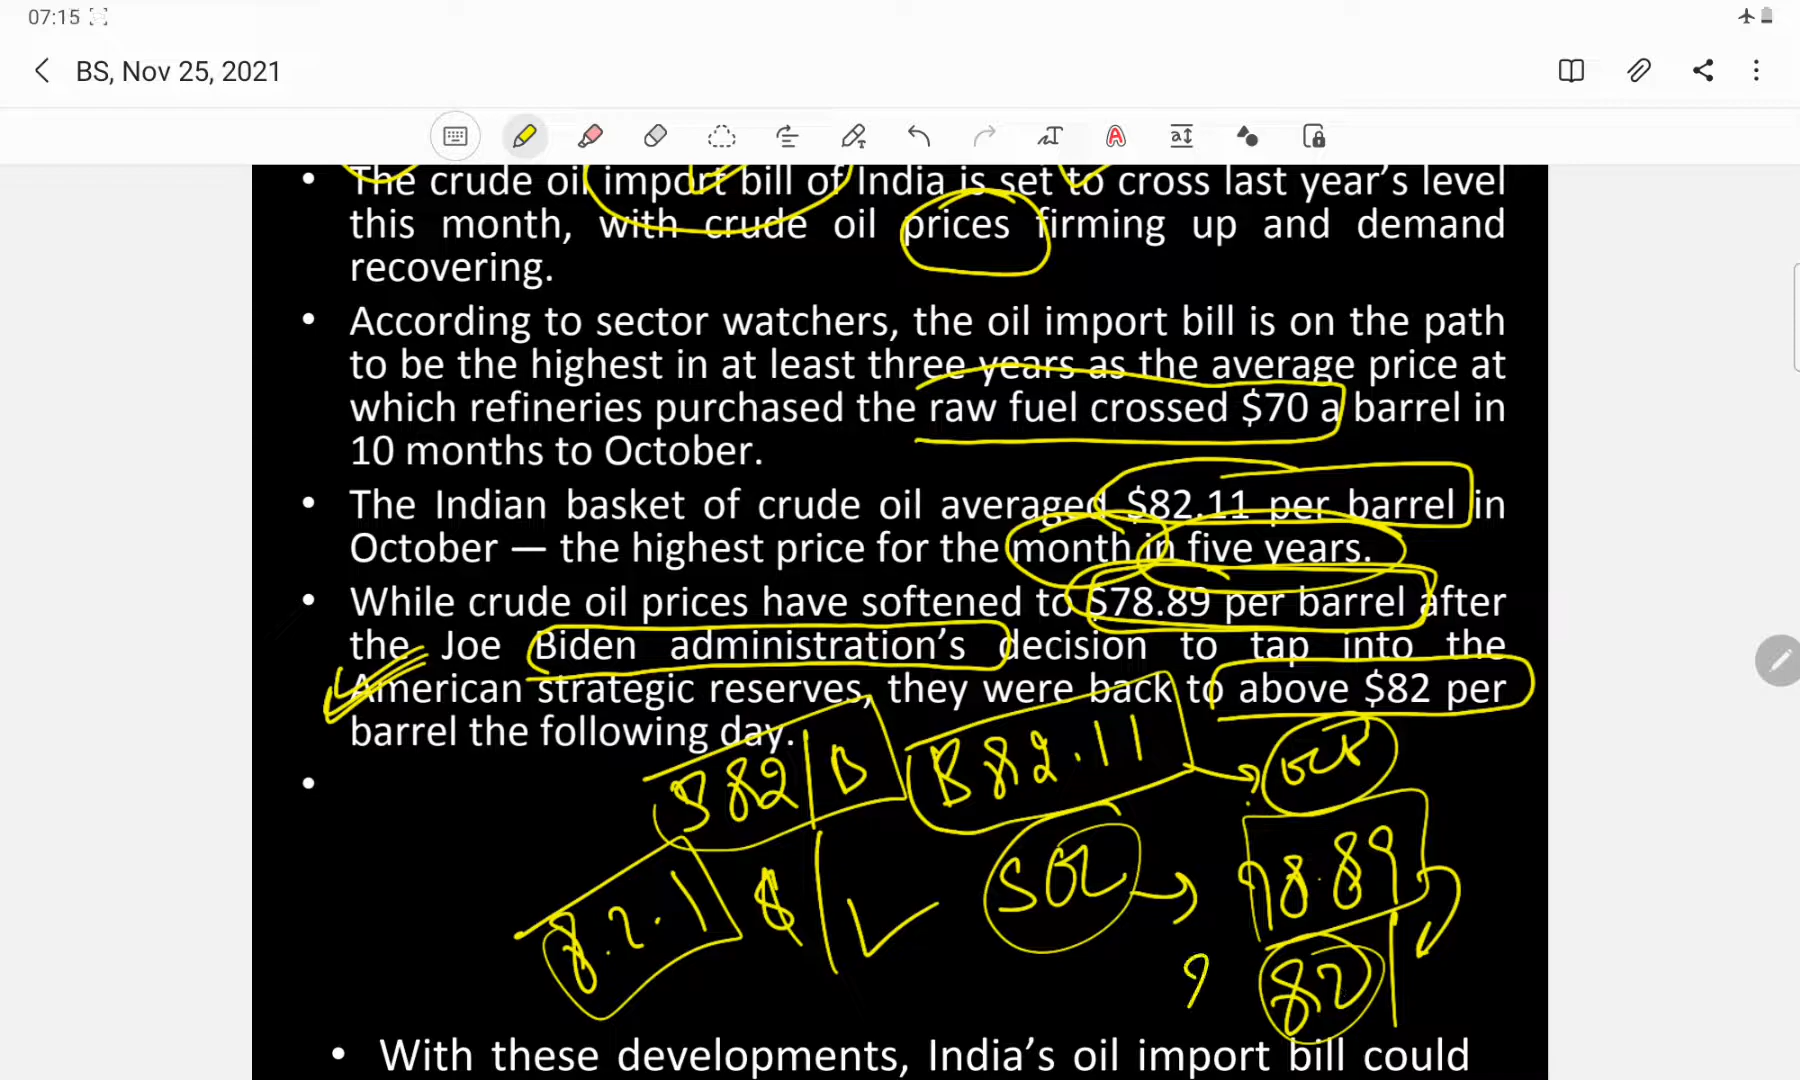 07:15
BS, Nov 25, 2021
• The crude oil import bill of India is set to cross last year's level
this month, with crude oil prices firming up and demand
recovering.
• According to sector watchers, the oil import bill is on the path
to be the highest in at least three years as the average price at
which refineries purchased the raw fuel crossed $70 a barrel in
10 months to October.
• The Indian basket of crude oil averaged $82.11 per barrel in
October — the highest price for the month in five years.
• While crude oil prices have softened to $78.89 per barrel after
the Joe Biden administration's decision to tap into the
American strategic reserves, they were back to above $82 per
barrel the following day.
•
82.11
78.89
8.2.1 $
82
• With these developments, India's oil import bill could